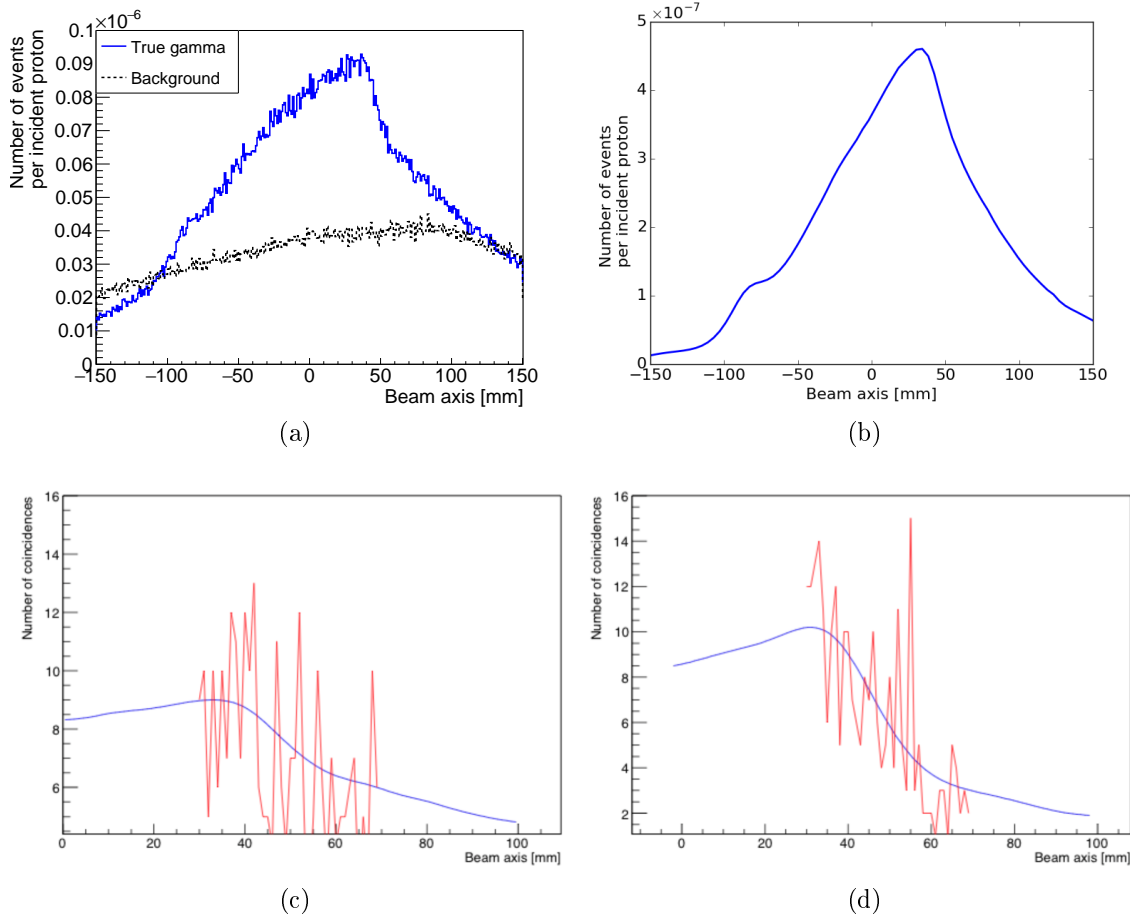 ×10⁻⁶
0.1
0.09
0.08
0.07
0.06
0.05
0.04
0.03
0.02
0.01
0
Number of events
per incident proton
True gamma
Background
−150 −100 −50 0 50 100 150
Beam axis [mm]
(a)
×10⁻⁷
5
4
3
2
1
0
Number of events
per incident proton
−150 −100 −50 0 50 100 150
Beam axis [mm]
(b)
16
14
12
10
8
6
Number of coincidences
0 20 40 60 80 100
Beam axis [mm]
(c)
16
14
12
10
8
6
4
2
Number of coincidences
0 20 40 60 80 100
Beam axis [mm]
(d)